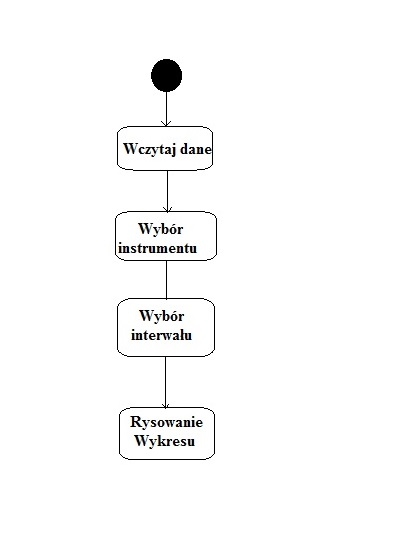 Wczytaj dane
Wybór
instrumentu
Wybór
interwału
Rysowanie
Wykresu